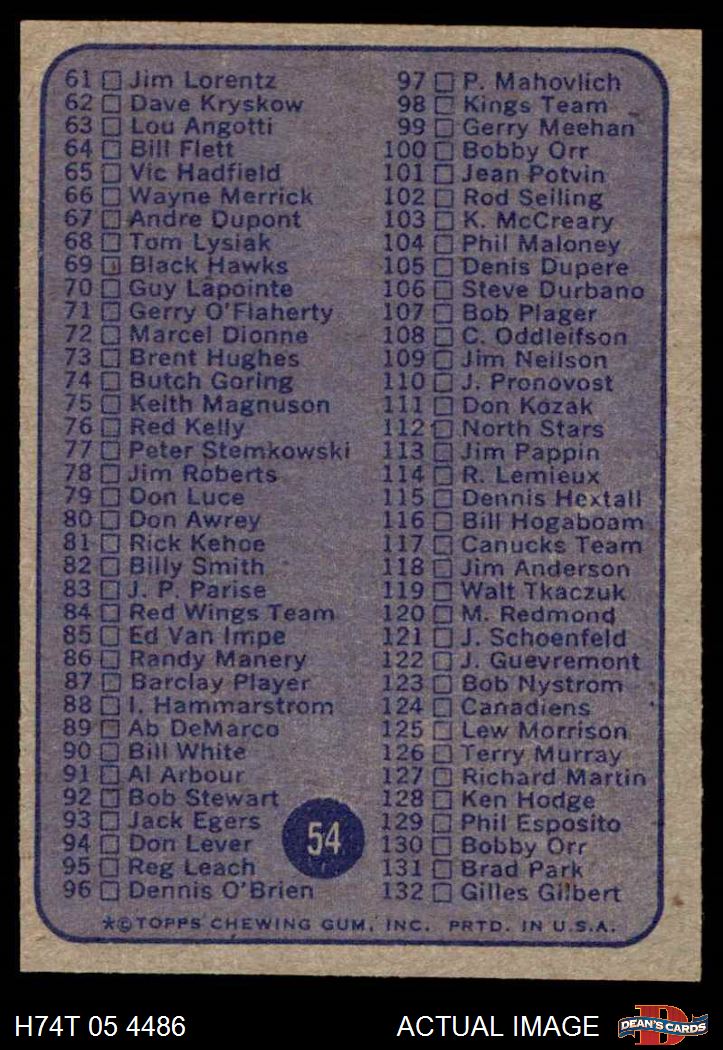 61 Jim Lorentz
62 Dave Kryskow
63 Lou Angotti
64 Bill Flett
65 Vic Hadfield
66 Wayne Merrick
67 Andre Dupont
68 Tom Lysiak
69 Black Hawks
70 Guy Lapointe
71 Gerry O'Flaherty
72 Marcel Dionne
73 Brent Hughes
74 Butch Goring
75 Keith Magnuson
76 Red Kelly
77 Peter Stemkowski
78 Jim Roberts
79 Don Luce
80 Don Awrey
81 Rick Kehoe
82 Billy Smith
83 J. P. Parise
84 Red Wings Team
85 Ed Van Impe
86 Randy Manery
87 Barclay Player
88 I. Hammarstrom
89 Ab DeMarco
90 Bill White
91 Al Arbour
92 Bob Stewart
93 Jack Egers
94 Don Lever
95 Reg Leach
96 Dennis O'Brien
97 P. Mahovlich
98 Kings Team
99 Gerry Meehan
100 Bobby Orr
101 Jean Potvin
102 Rod Seiling
103 K. McCreary
104 Phil Maloney
105 Denis Dupere
106 Steve Durbano
107 Bob Plager
108 C. Oddleifson
109 Jim Neilson
110 J. Pronovost
111 Don Kozak
112 North Stars
113 Jim Pappin
114 R. Lemieux
115 Dennis Hextall
116 Bill Hogaboam
117 Canucks Team
118 Jim Anderson
119 Walt Tkaczuk
120 M. Redmond
121 J. Schoenfeld
122 J. Guevremont
123 Bob Nystrom
124 Canadiens
125 Lew Morrison
126 Terry Murray
127 Richard Martin
128 Ken Hodge
129 Phil Esposito
130 Bobby Orr
131 Brad Park
132 Gilles Gilbert
54
*© TOPPS CHEWING GUM, INC. PRTD. IN U.S.A.
H74T 05 4486
ACTUAL IMAGE
D
DEAN'S CARDS